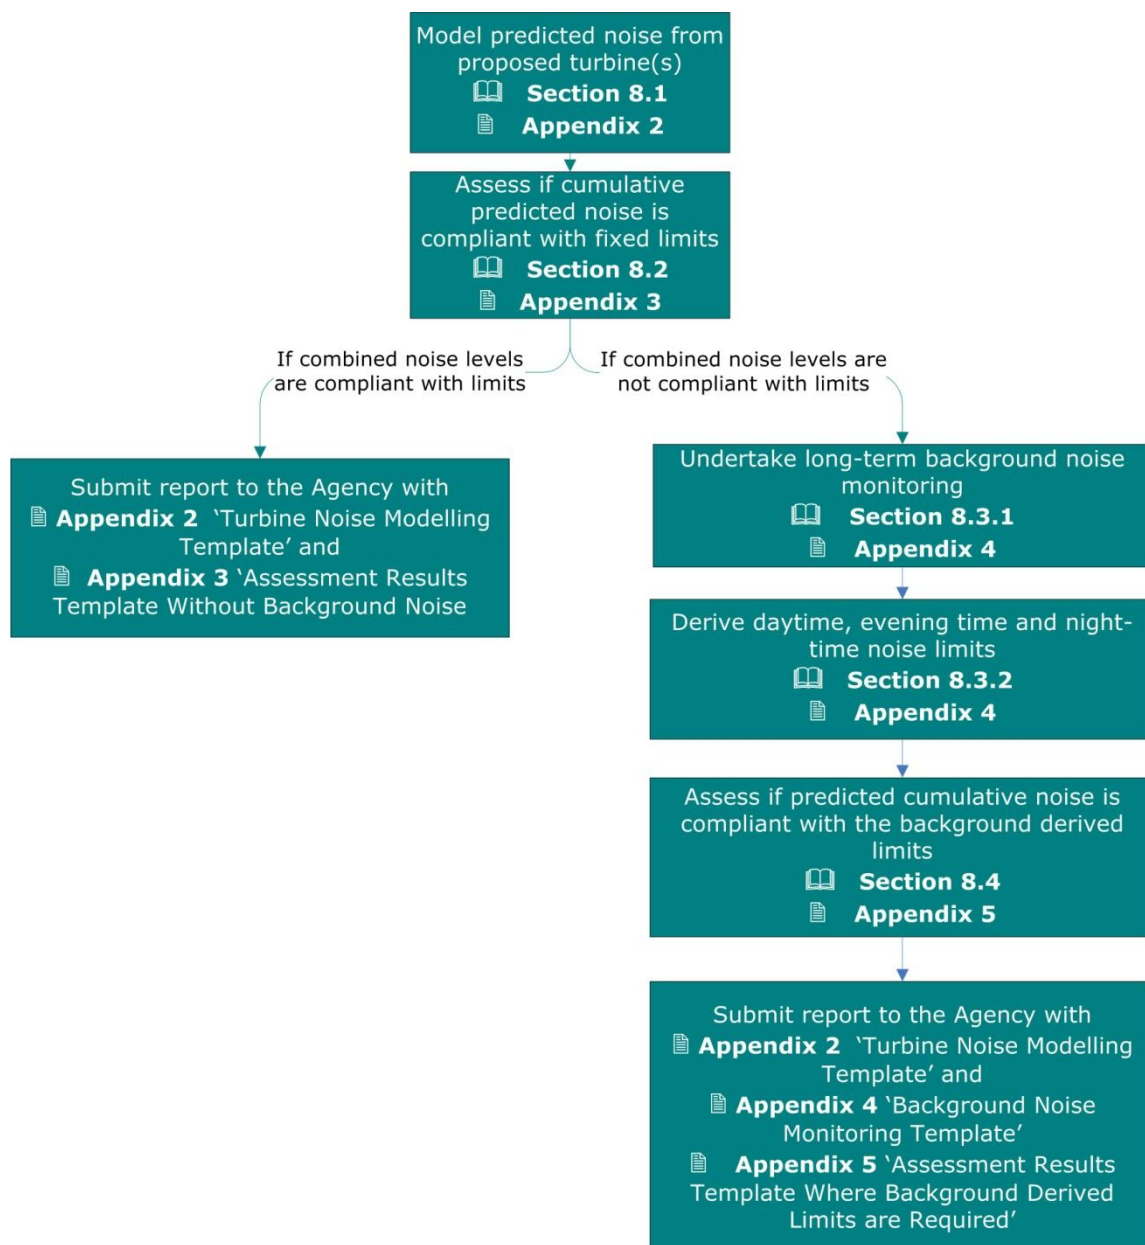 Model predicted noise from
proposed turbine(s)
Section 8.1
Appendix 2
Assess if cumulative
predicted noise is
compliant with fixed limits
Section 8.2
Appendix 3
If combined noise levels
are compliant with limits
If combined noise levels are
not compliant with limits
Submit report to the Agency with
Appendix 2 ‘Turbine Noise Modelling
Template’ and
Appendix 3 ‘Assessment Results
Template Without Background Noise
Undertake long-term background noise
monitoring
Section 8.3.1
Appendix 4
Derive daytime, evening time and night-
time noise limits
Section 8.3.2
Appendix 4
Assess if predicted cumulative noise is
compliant with the background derived
limits
Section 8.4
Appendix 5
Submit report to the Agency with
Appendix 2 ‘Turbine Noise Modelling
Template’ and
Appendix 4 ‘Background Noise
Monitoring Template’
Appendix 5 ‘Assessment Results
Template Where Background Derived
Limits are Required’